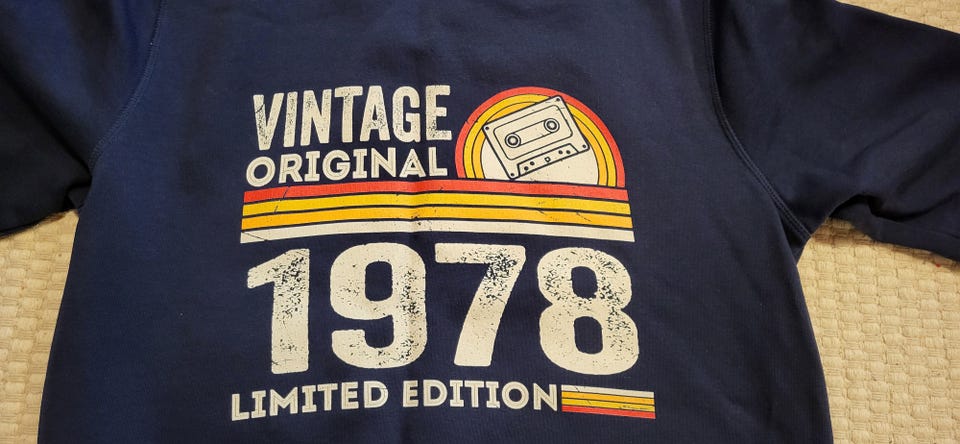 VINTAGE
ORIGINAL
1978
LIMITED EDITION